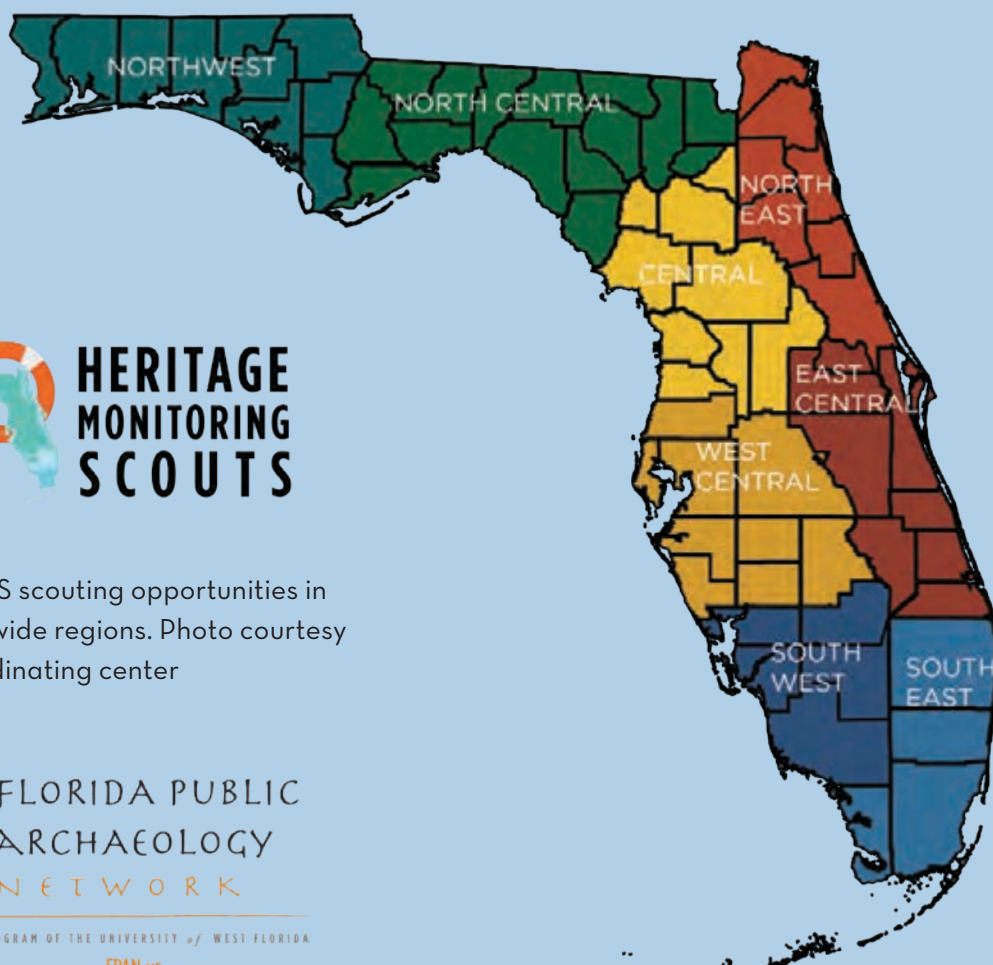 NORTHWEST
NORTH CENTRAL
NORTH
EAST
CENTRAL
EAST
CENTRAL
WEST
CENTRAL
SOUTH
WEST
SOUTH
EAST
HERITAGE
MONITORING
SCOUTS
S scouting opportunities in
wide regions. Photo courtesy
dinating center
FLORIDA PUBLIC
ARCHAEOLOGY
NETWORK
GRAM OF THE UNIVERSITY of WEST FLORIDA